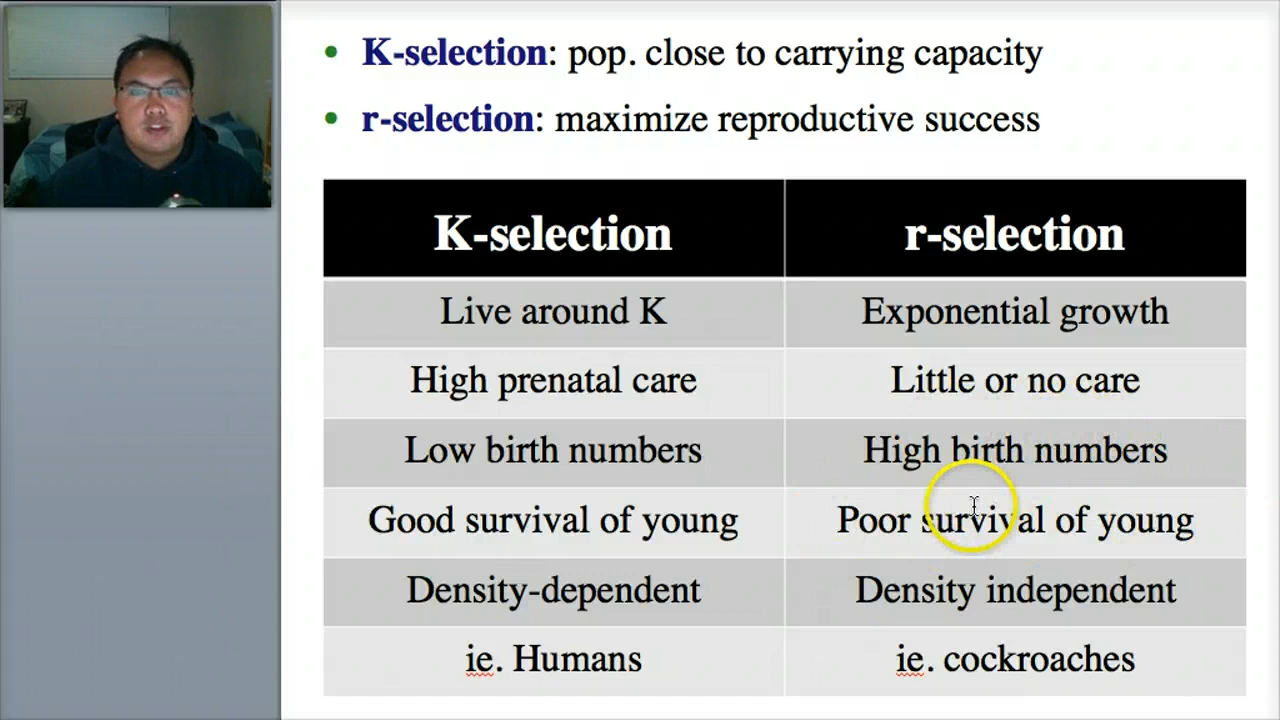 K-selection: pop. close to carrying capacity
r-selection: maximize reproductive success
K-selection r-selection
Live around K Exponential growth
High prenatal care Little or no care
Low birth numbers High birth numbers
Good survival of young Poor survival of young
Density-dependent Density independent
ie. Humans ie. cockroaches